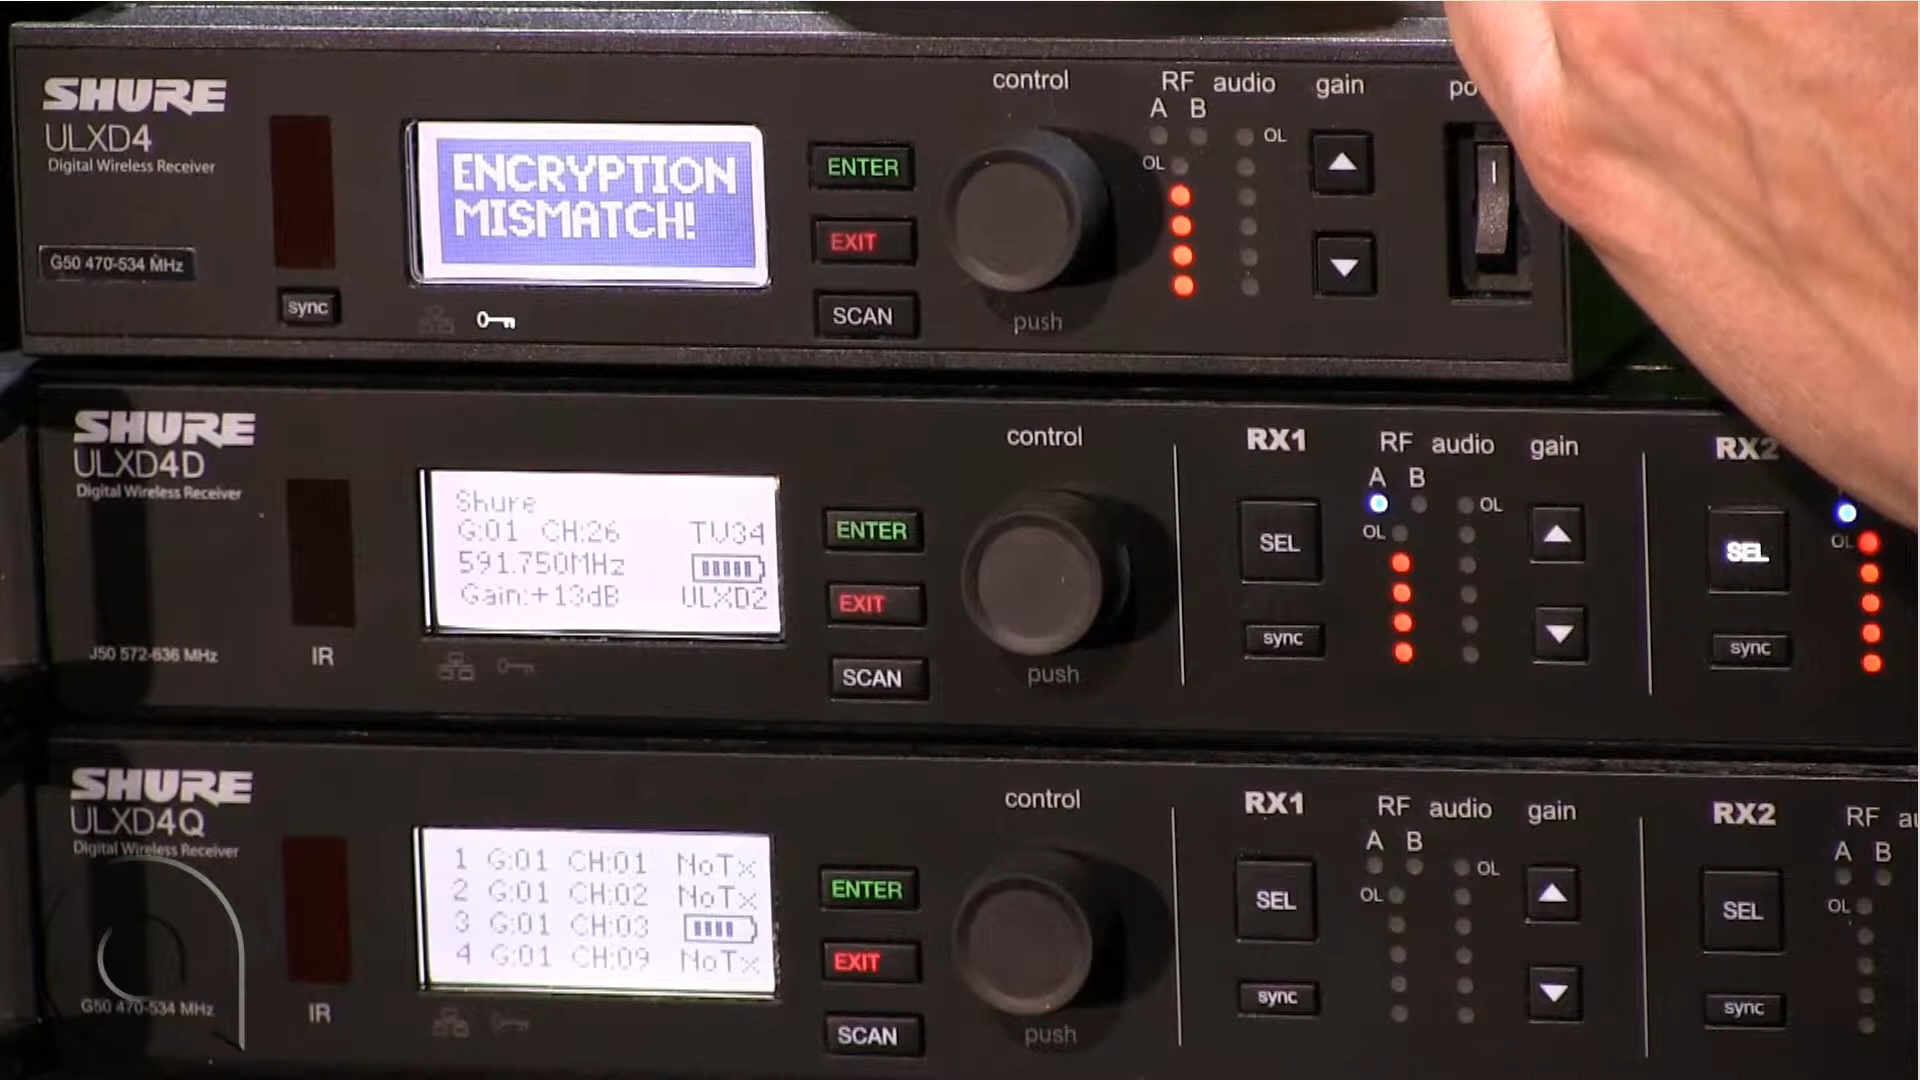 SHURE
ULXD4
Digital Wireless Receiver
G50 470-534 MHz
sync
ENCRYPTION
MISMATCH!
ENTER
EXIT
SCAN
control
push
RF audio
A B
OL
OL
gain
SHURE
ULXD4D
Digital Wireless Receiver
J50 572-636 MHz
IR
Shure
G:01 CH:26 TV34
591.750MHz
Gain:+13dB ULXD2
ENTER
EXIT
SCAN
control
push
RX1
SEL
sync
RF audio
A B
OL
OL
gain
RX2
SEL
sync
OL
SHURE
ULXD4Q
Digital Wireless Receiver
G50 470-534 MHz
IR
1 G:01 CH:01 NoTx
2 G:01 CH:02 NoTx
3 G:01 CH:03
4 G:01 CH:09 NoTx
ENTER
EXIT
SCAN
control
push
RX1
SEL
sync
RF audio
A B
OL
OL
gain
RX2
SEL
sync
RF
A B
OL